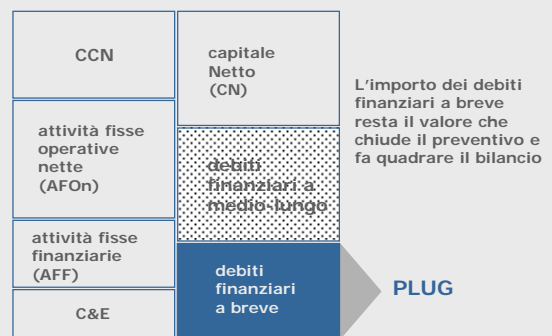 CCN
attività fisse
operative
nette
(AFOn)
attività fisse
finanziarie
(AFF)
C&E
capitale
Netto
(CN)
debiti
finanziari a
medio-lungo
debiti
finanziari
a breve
L'importo dei debiti
finanziari a breve
resta il valore che
chiude il preventivo e
fa quadrare il bilancio
PLUG